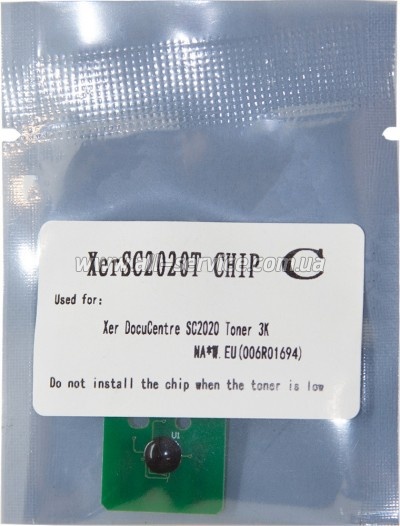 XerSC2020T CHIP C
Used for:
Xer DocuCentre SC2020 Toner 3K
NA*W.EU(006R01694)
Do not install the chip when the toner is low
U1